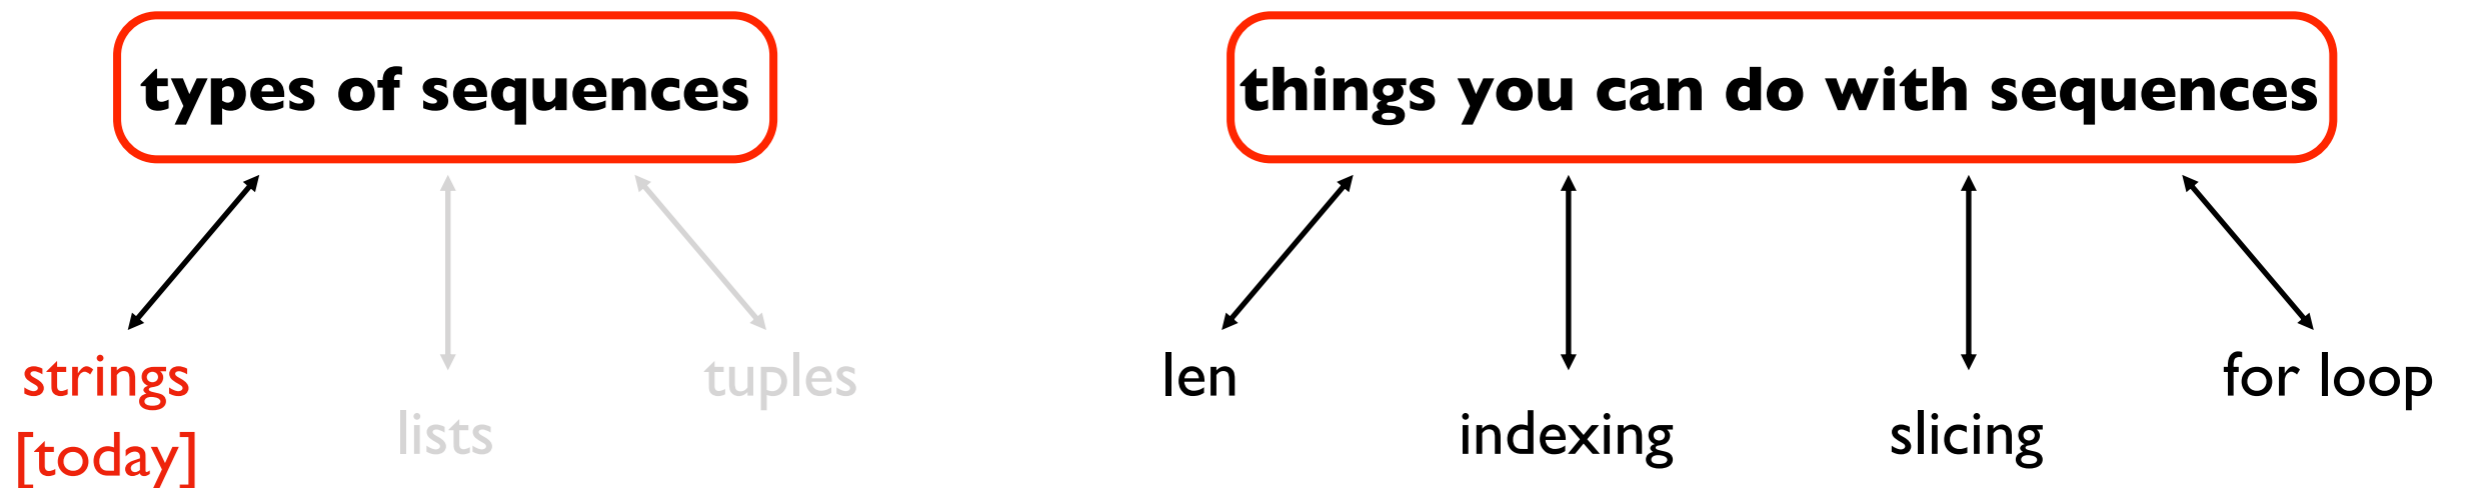 types of sequences
strings
[today]
lists
tuples
things you can do with sequences
len
indexing
slicing
for loop